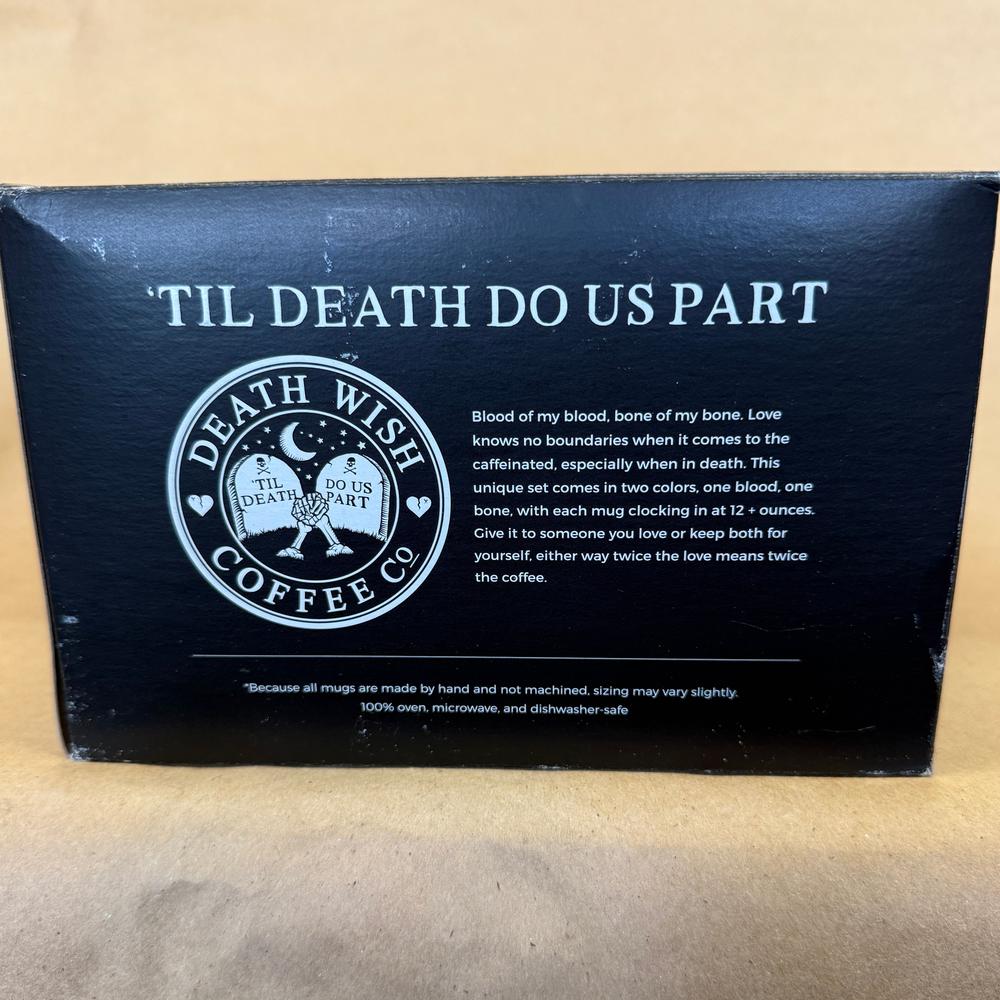 'TIL DEATH DO US PART
DEATH WISH
'TIL
DEATH
DO US
PART
COFFEE Co
Blood of my blood, bone of my bone. Love
knows no boundaries when it comes to the
caffeinated, especially when in death. This
unique set comes in two colors, one blood, one
bone, with each mug clocking in at 12 + ounces.
Give it to someone you love or keep both for
yourself, either way twice the love means twice
the coffee.
*Because all mugs are made by hand and not machined, sizing may vary slightly.
100% oven, microwave, and dishwasher-safe